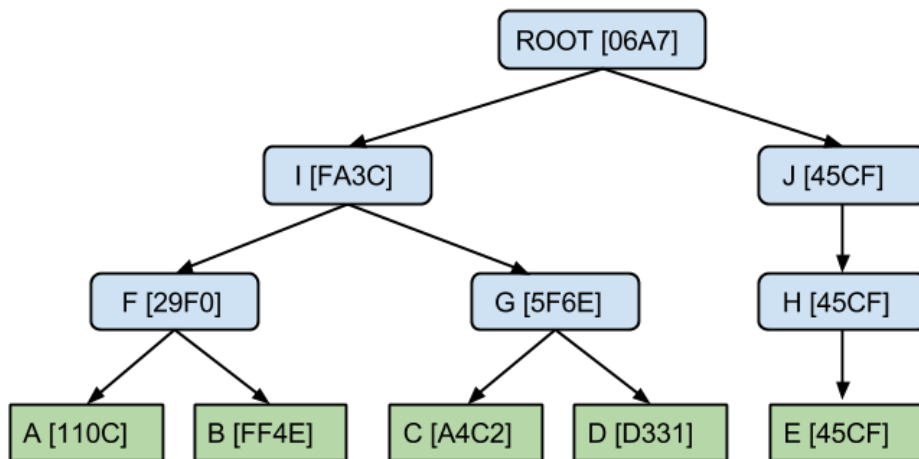 ROOT [06A7]
I [FA3C]
J [45CF]
F [29F0]
G [5F6E]
H [45CF]
A [110C]
B [FF4E]
C [A4C2]
D [D331]
E [45CF]